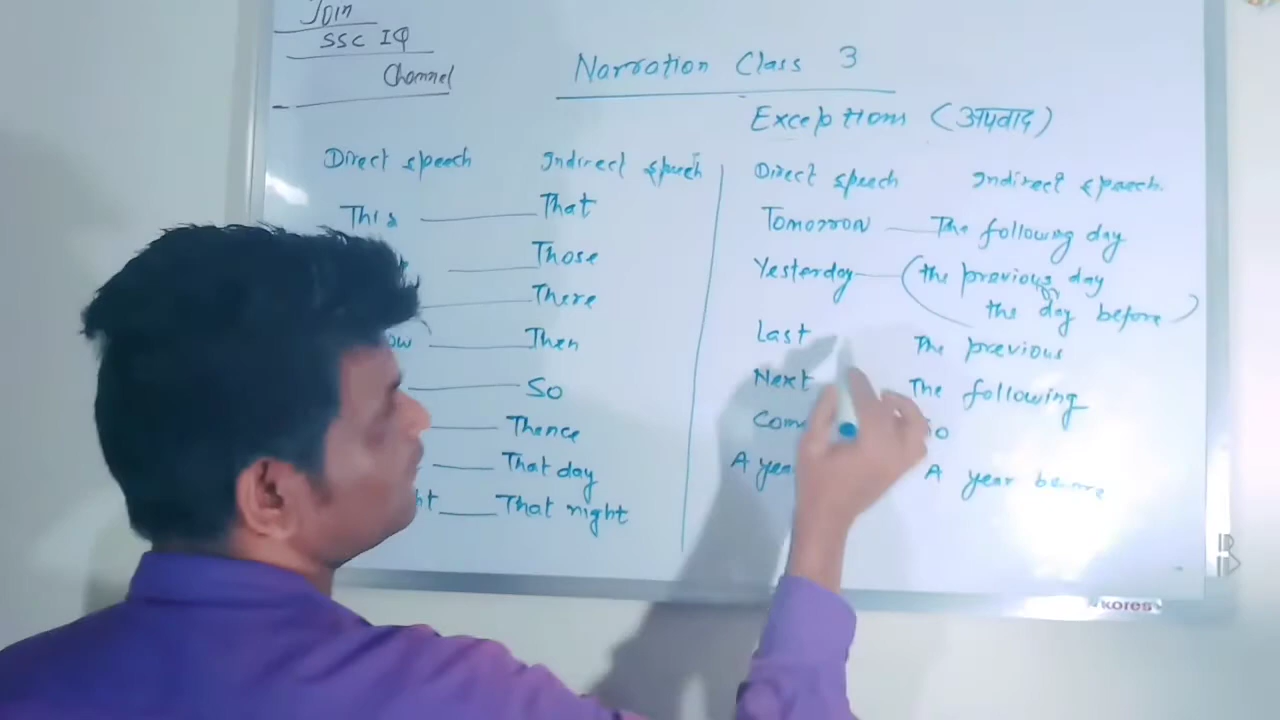 Join
SSC IQ
Channel
Narration Class 3
Exceptions (अपवाद)
Direct speech Indirect speech
This That
Those
There
Then
So
Thence
That day
That night
Direct speech Indirect speech.
Tomorrow The following day
Yesterday (the previous day
the day before)
Last The previous
Next The following
A year A year before
kores